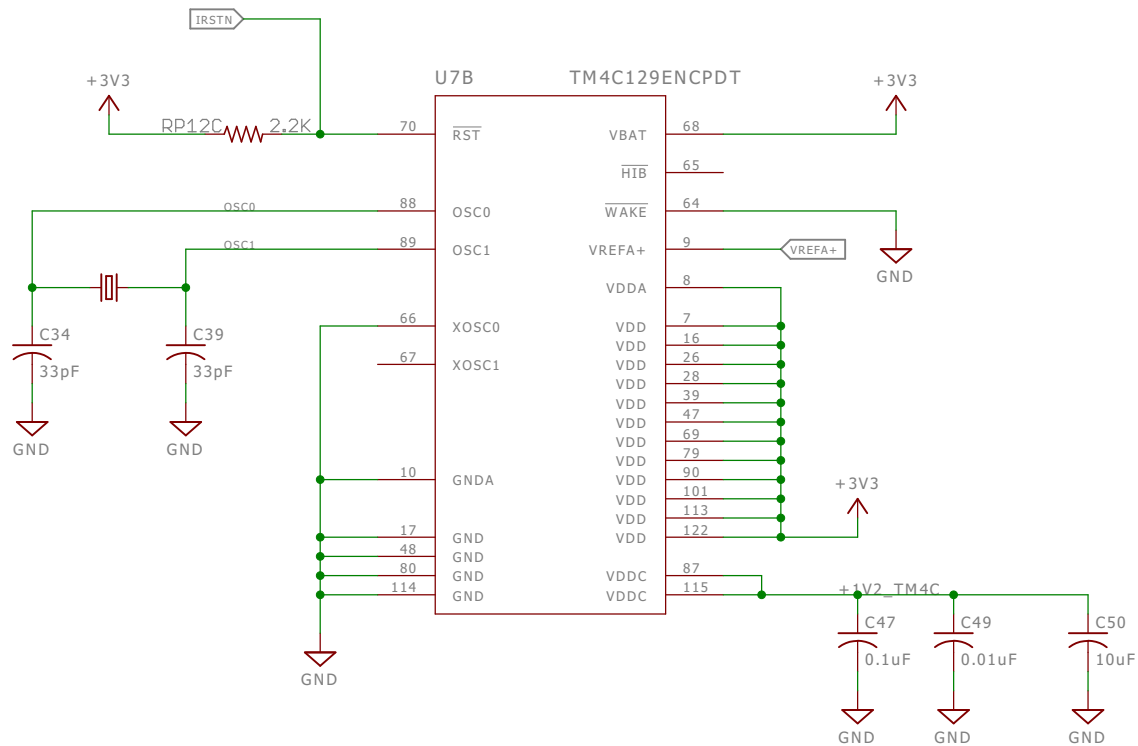 IRSTN
U7B
TM4C129ENCPDT
+3V3
+3V3
RP12C
2.2K
70
RST
VBAT
68
HIB
65
OSC0
88
OSC0
WAKE
64
OSC1
89
OSC1
VREFA+
9
VREFA+
GND
VDDA
8
C34
33pF
C39
33pF
66
XOSC0
67
XOSC1
VDD
7
VDD
16
VDD
26
VDD
28
VDD
39
VDD
47
VDD
69
VDD
79
VDD
90
VDD
101
VDD
113
VDD
122
GND
GND
10
GNDA
+3V3
17
GND
48
GND
80
GND
114
GND
VDDC
87
VDDC
115
+1V2_TM4C
C47
0.1uF
C49
0.01uF
C50
10uF
GND
GND
GND
GND